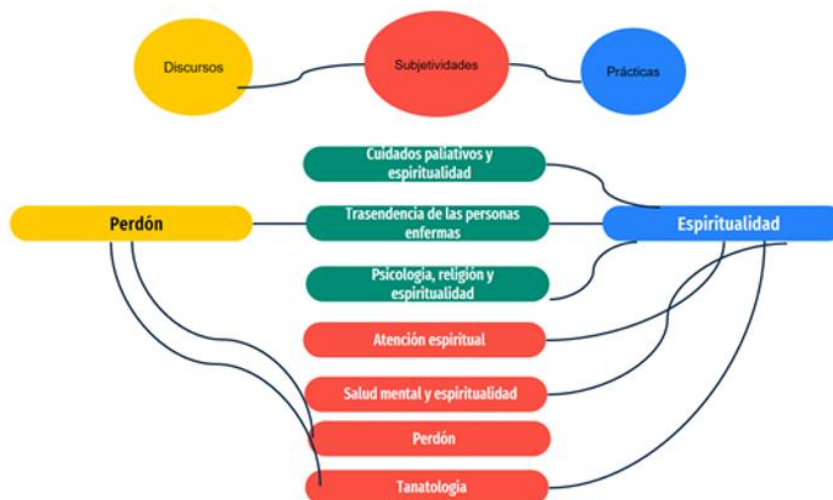 Discursos
Subjetividades
Prácticas
Cuidados paliativos y
espiritualidad
Perdón
Trasendencia de las personas
enfermas
Espiritualidad
Psicologia, religión y
espiritualidad
Atención espiritual
Salud mental y espiritualidad
Perdón
Tanatologia